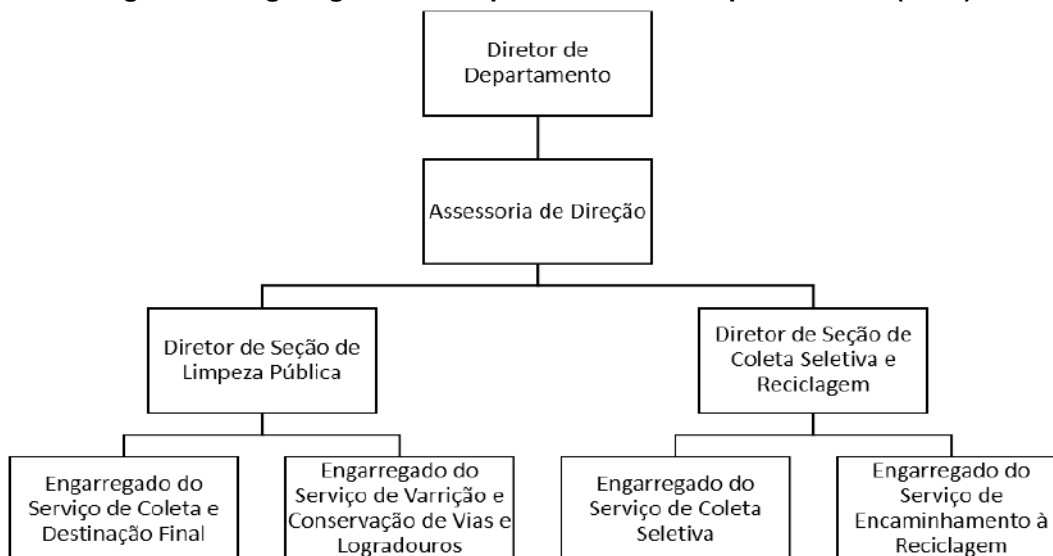 Diretor de
Departamento
Assessoria de Direção
Diretor de Seção de
Limpeza Pública
Diretor de Seção de
Coleta Seletiva e
Reciclagem
Engarregado do
Serviço de Coleta e
Destinação Final
Engarregado do
Serviço de Varrição e
Conservação de Vias e
Logradouros
Engarregado do
Serviço de Coleta
Seletiva
Engarregado do
Serviço de
Encaminhamento à
Reciclagem